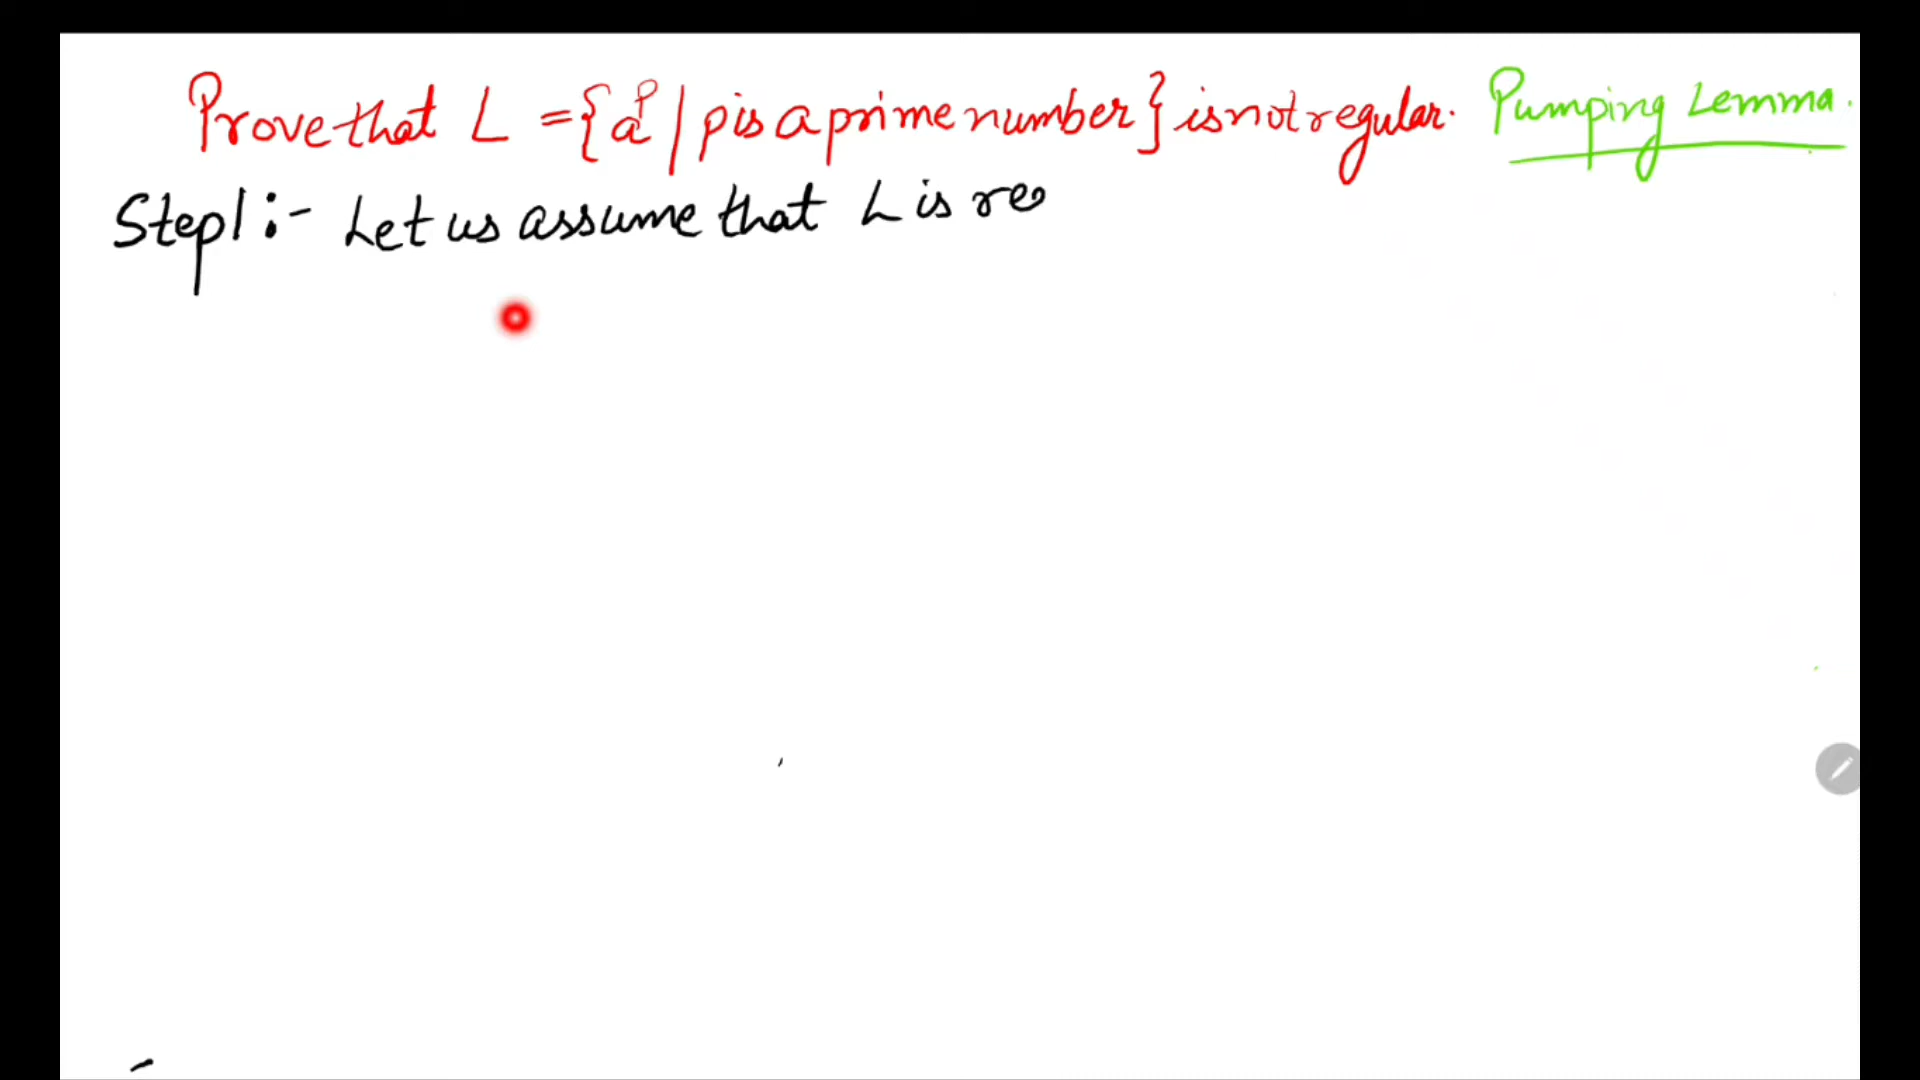 Prove that L = {a^p | p is a prime number} is not regular. Pumping Lemma.
Step1:- Let us assume that L is re